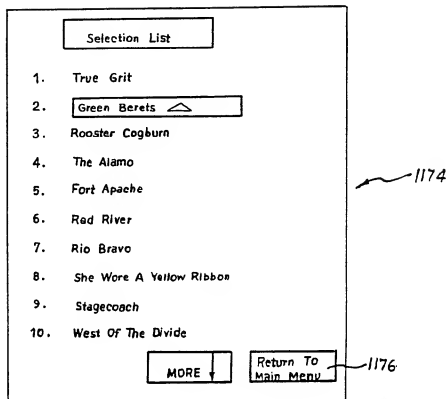 Selection List
1. True Grit
2. Green Berets
3. Rooster Cogburn
4. The Alamo
5. Fort Apache
6. Red River
7. Rio Bravo
8. She Wore A Yellow Ribbon
9. Stagecoach
10. West Of The Divide
1174
MORE
Return To
Main Menu
1176